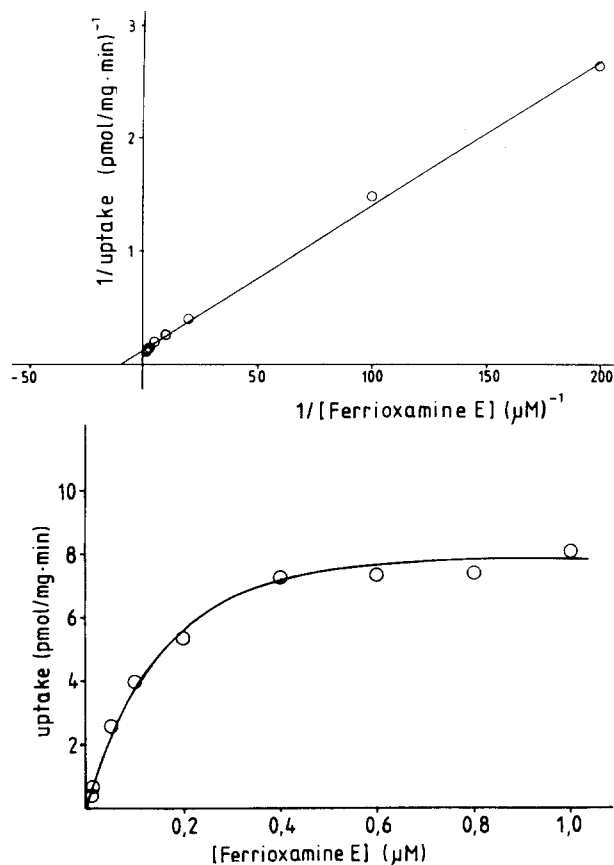 3
2
1
1/uptake (pmol/mg·min)⁻¹
-50 0 50 100 150 200
1/[Ferrioxamine E] (µM)⁻¹
10
8
6
4
2
uptake (pmol/mg·min)
0,2 0,4 0,6 0,8 1,0
[Ferrioxamine E] (µM)